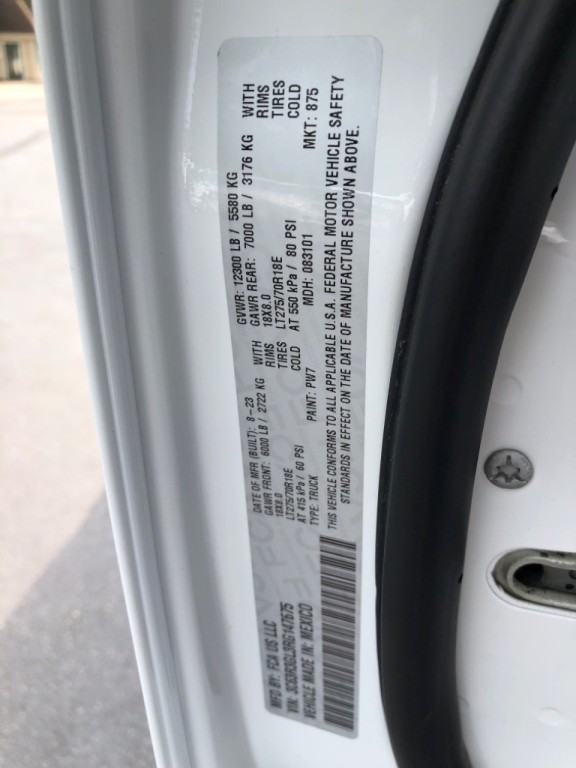 MFD BY: FCA US LLC
DATE OF MFR (BUILT): 8-23
GVWR: 12300 LB / 5580 KG
GAWR FRONT: 6000 LB / 2722 KG WITH
GAWR REAR: 7000 LB / 3176 KG WITH
18X8.0 RIMS
18X8.0 RIMS
LT275/70R18E TIRES
LT275/70R18E TIRES
AT 415 kPa / 60 PSI COLD
AT 550 kPa / 80 PSI COLD
VIN:
TYPE: TRUCK
PAINT: PW7
MDH: 083101
MKT: 875
VEHICLE MADE IN: MEXICO
THIS VEHICLE CONFORMS TO ALL APPLICABLE U.S.A. FEDERAL MOTOR VEHICLE SAFETY
STANDARDS IN EFFECT ON THE DATE OF MANUFACTURE SHOWN ABOVE.